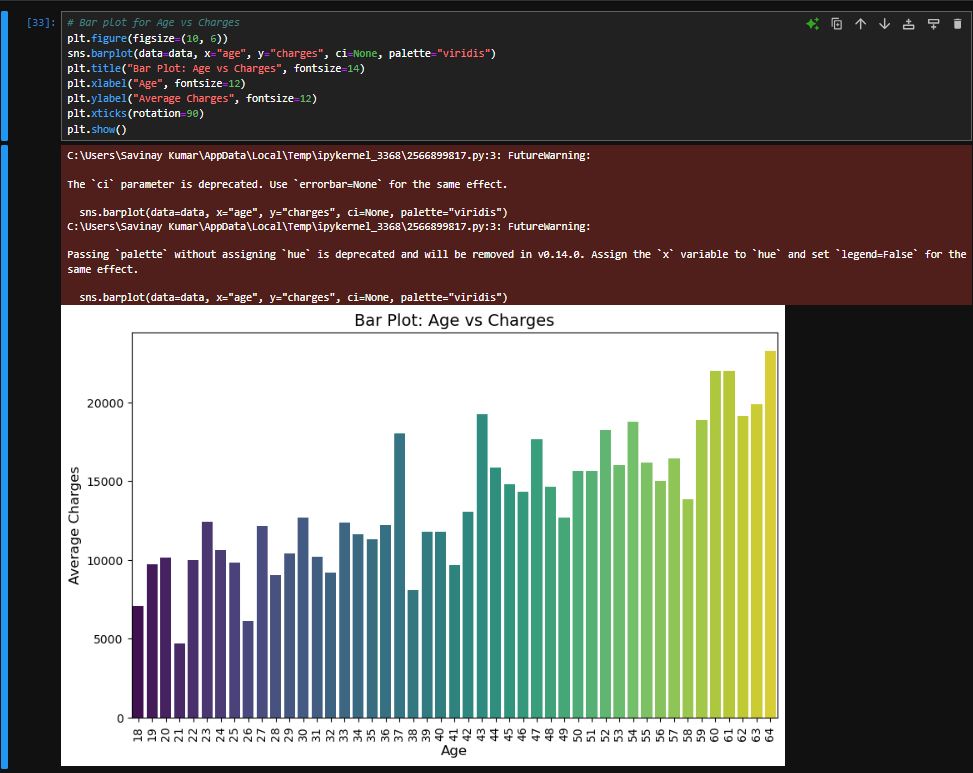 [33]:
# Bar plot for Age vs Charges
plt.figure(figsize=(10, 6))
sns.barplot(data=data, x="age", y="charges", ci=None, palette="viridis")
plt.title("Bar Plot: Age vs Charges", fontsize=14)
plt.xlabel("Age", fontsize=12)
plt.ylabel("Average Charges", fontsize=12)
plt.xticks(rotation=90)
plt.show()
C:\Users\Savinay Kumar\AppData\Local\Temp\ipykernel_3368\2566899817.py:3: FutureWarning:
The `ci` parameter is deprecated. Use `errorbar=None` for the same effect.
sns.barplot(data=data, x="age", y="charges", ci=None, palette="viridis")
C:\Users\Savinay Kumar\AppData\Local\Temp\ipykernel_3368\2566899817.py:3: FutureWarning:
Passing `palette` without assigning `hue` is deprecated and will be removed in v0.14.0. Assign the `x` variable to `hue` and set `legend=False` for the
same effect.
sns.barplot(data=data, x="age", y="charges", ci=None, palette="viridis")
Bar Plot: Age vs Charges
Average Charges
20000
15000
10000
5000
0
18 19 20 21 22 23 24 25 26 27 28 29 30 31 32 33 34 35 36 37 38 39 40 41 42 43 44 45 46 47 48 49 50 51 52 53 54 55 56 57 58 59 60 61 62 63 64
Age